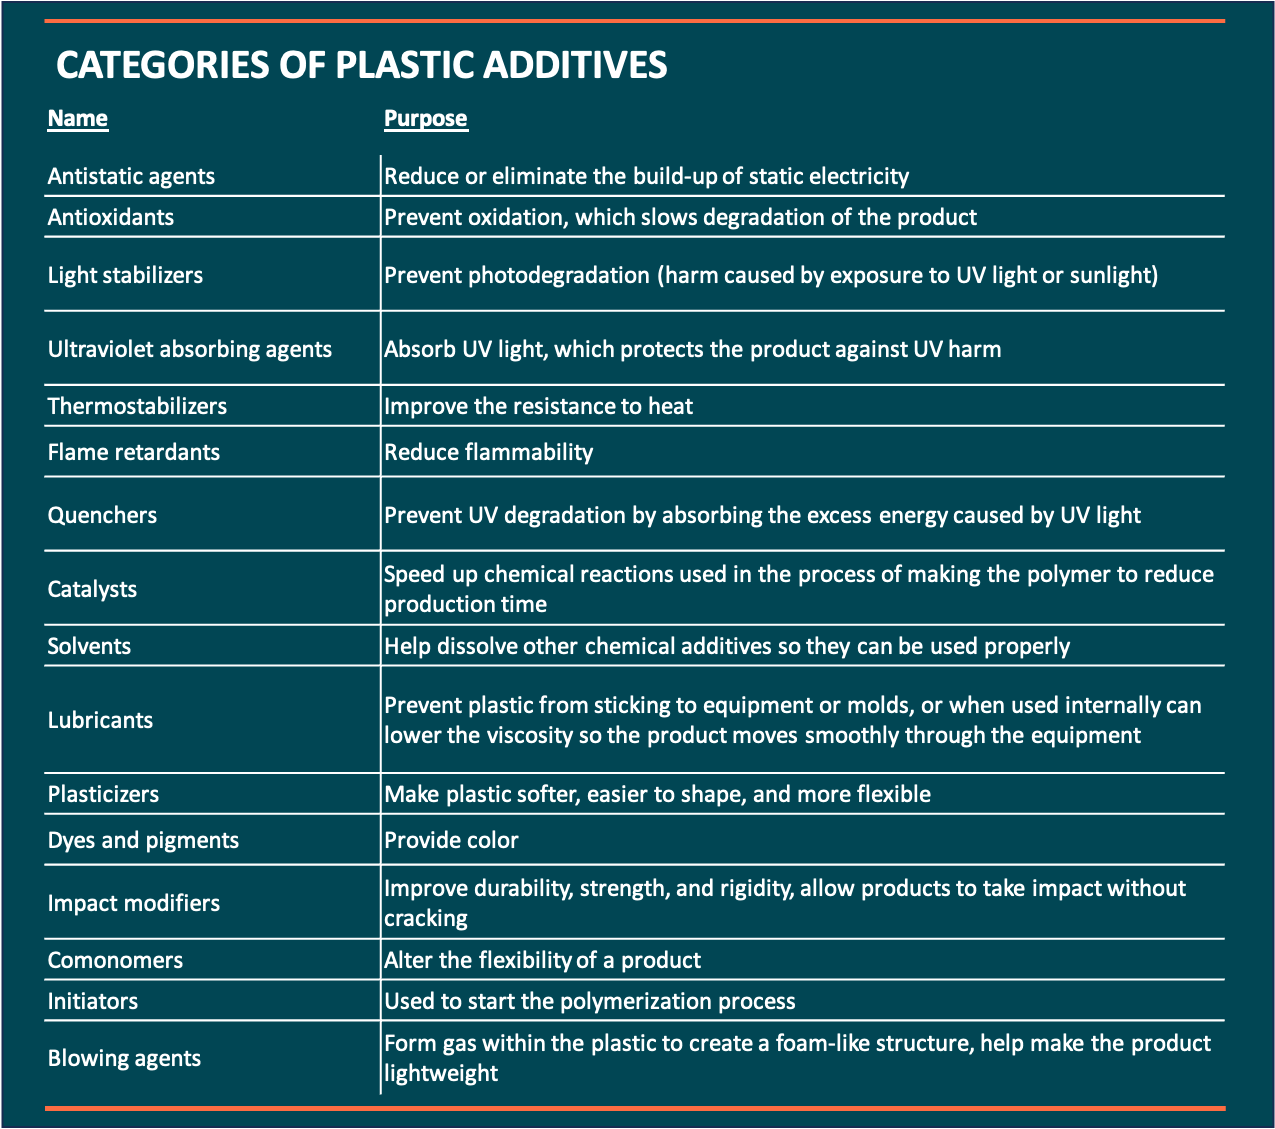 CATEGORIES OF PLASTIC ADDITIVES
Name Purpose
Antistatic agents Reduce or eliminate the build-up of static electricity
Antioxidants Prevent oxidation, which slows degradation of the product
Light stabilizers Prevent photodegradation (harm caused by exposure to UV light or sunlight)
Ultraviolet absorbing agents Absorb UV light, which protects the product against UV harm
Thermostabilizers Improve the resistance to heat
Flame retardants Reduce flammability
Quenchers Prevent UV degradation by absorbing the excess energy caused by UV light
Catalysts Speed up chemical reactions used in the process of making the polymer to reduce
production time
Solvents Help dissolve other chemical additives so they can be used properly
Lubricants Prevent plastic from sticking to equipment or molds, or when used internally can
lower the viscosity so the product moves smoothly through the equipment
Plasticizers Make plastic softer, easier to shape, and more flexible
Dyes and pigments Provide color
Impact modifiers Improve durability, strength, and rigidity, allow products to take impact without
cracking
Comonomers Alter the flexibility of a product
Initiators Used to start the polymerization process
Blowing agents Form gas within the plastic to create a foam-like structure, help make the product
lightweight